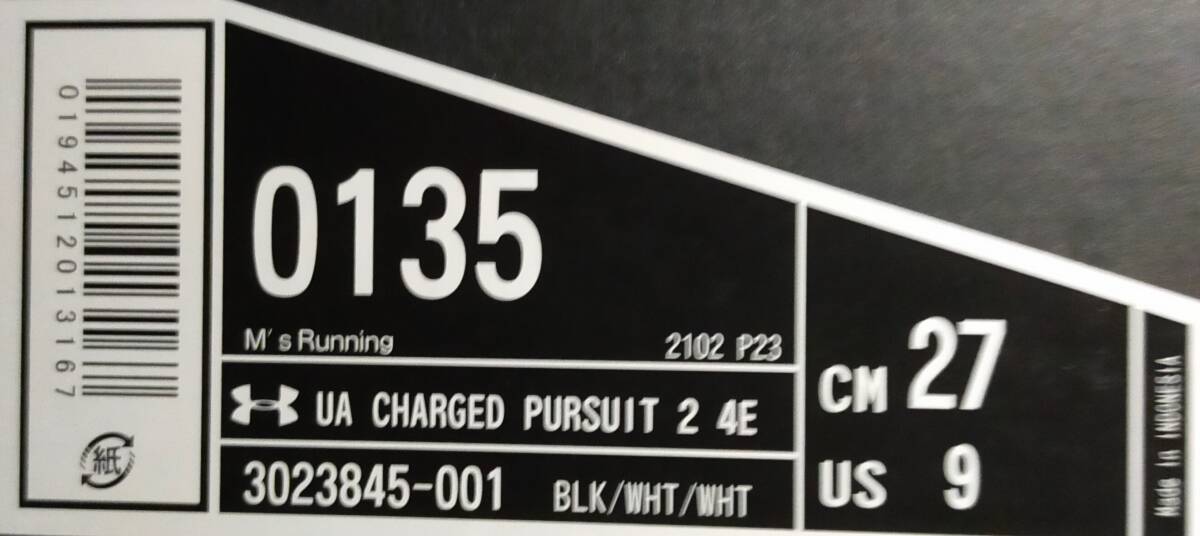 0194512013167
紙
0135
M's Running
2102 P23
UA CHARGED PURSUIT 2 4E
3023845-001 BLK/WHT/WHT
CM 27
US 9
Made in INDONESIA